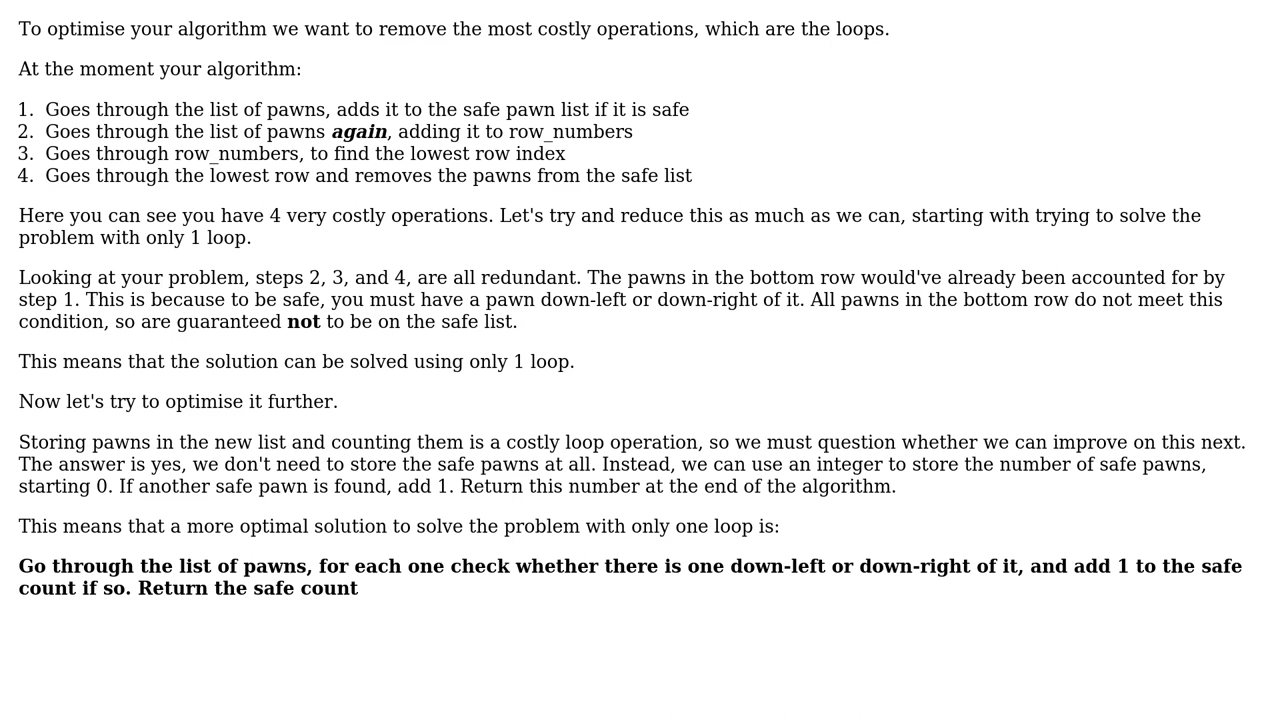 To optimise your algorithm we want to remove the most costly operations, which are the loops.
At the moment your algorithm:
1. Goes through the list of pawns, adds it to the safe pawn list if it is safe
2. Goes through the list of pawns again, adding it to row_numbers
3. Goes through row_numbers, to find the lowest row index
4. Goes through the lowest row and removes the pawns from the safe list
Here you can see you have 4 very costly operations. Let's try and reduce this as much as we can, starting with trying to solve the
problem with only 1 loop.
Looking at your problem, steps 2, 3, and 4, are all redundant. The pawns in the bottom row would've already been accounted for by
step 1. This is because to be safe, you must have a pawn down-left or down-right of it. All pawns in the bottom row do not meet this
condition, so are guaranteed not to be on the safe list.
This means that the solution can be solved using only 1 loop.
Now let's try to optimise it further.
Storing pawns in the new list and counting them is a costly loop operation, so we must question whether we can improve on this next.
The answer is yes, we don't need to store the safe pawns at all. Instead, we can use an integer to store the number of safe pawns,
starting 0. If another safe pawn is found, add 1. Return this number at the end of the algorithm.
This means that a more optimal solution to solve the problem with only one loop is:
Go through the list of pawns, for each one check whether there is one down-left or down-right of it, and add 1 to the safe
count if so. Return the safe count